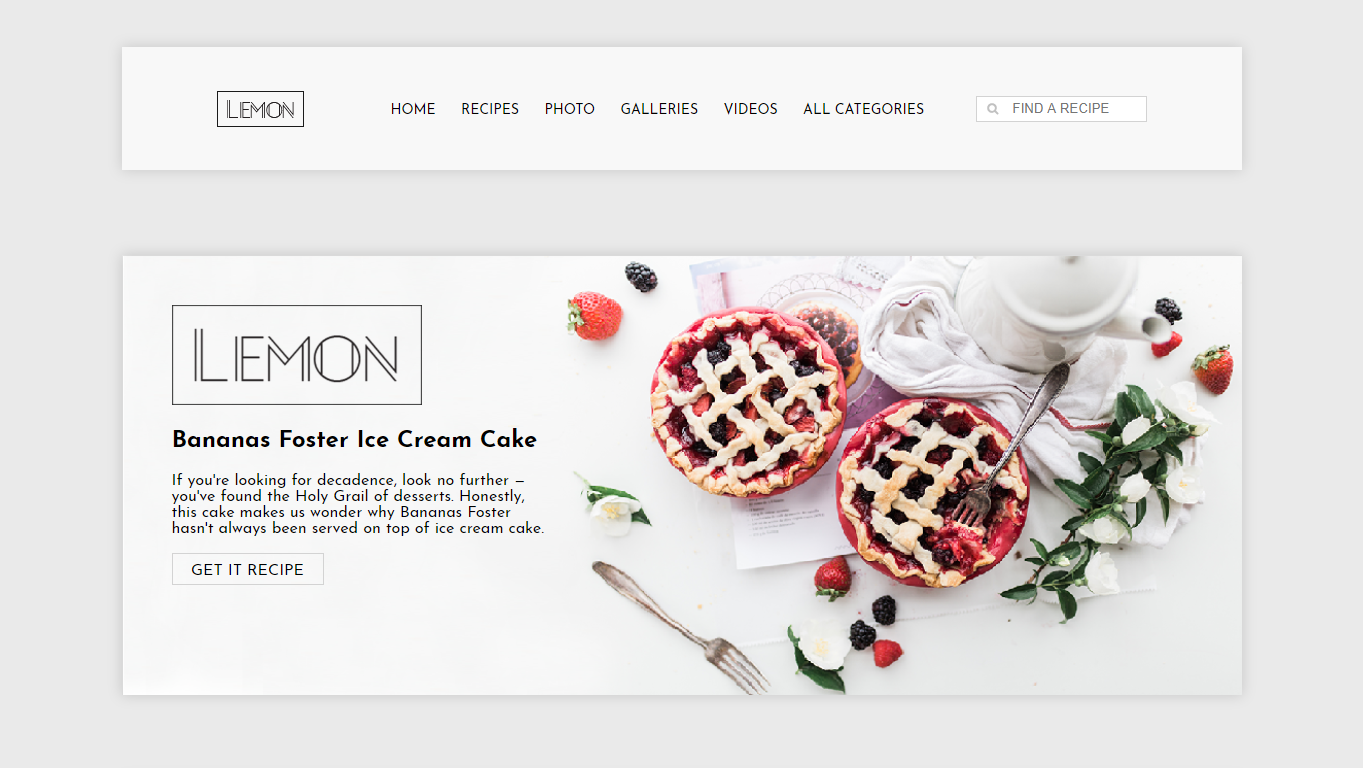 LEMON
HOME
RECIPES
PHOTO
GALLERIES
VIDEOS
ALL CATEGORIES
FIND A RECIPE
LEMON
Bananas Foster Ice Cream Cake
If you're looking for decadence, look no further –
you've found the Holy Grail of desserts. Honestly,
this cake makes us wonder why Bananas Foster
hasn't always been served on top of ice cream cake.
GET IT RECIPE